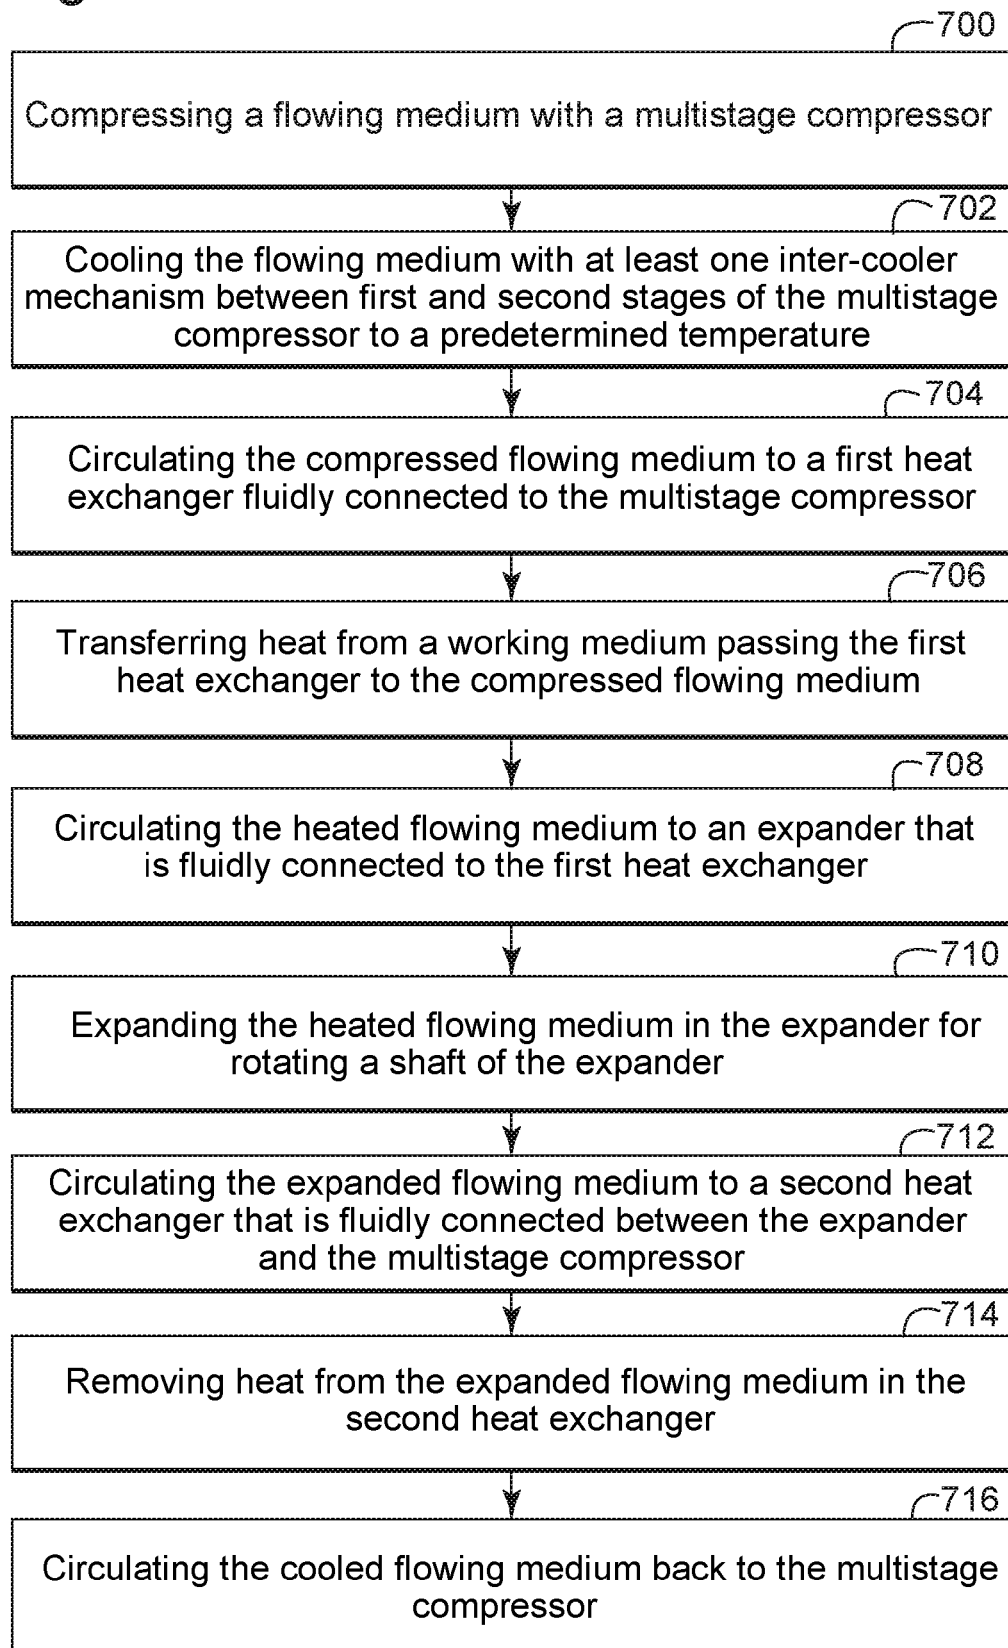 700
Compressing a flowing medium with a multistage compressor
702
Cooling the flowing medium with at least one inter-cooler
mechanism between first and second stages of the multistage
compressor to a predetermined temperature
704
Circulating the compressed flowing medium to a first heat
exchanger fluidly connected to the multistage compressor
706
Transferring heat from a working medium passing the first
heat exchanger to the compressed flowing medium
708
Circulating the heated flowing medium to an expander that
is fluidly connected to the first heat exchanger
710
Expanding the heated flowing medium in the expander for
rotating a shaft of the expander
712
Circulating the expanded flowing medium to a second heat
exchanger that is fluidly connected between the expander
and the multistage compressor
714
Removing heat from the expanded flowing medium in the
second heat exchanger
716
Circulating the cooled flowing medium back to the multistage
compressor